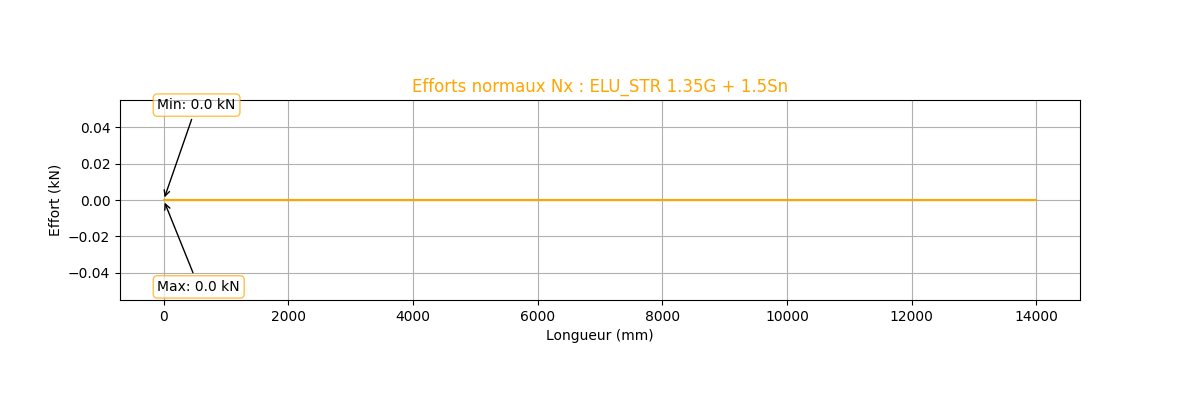 Efforts normaux Nx : ELU_STR 1.35G + 1.5Sn
Min: 0.0 kN
0.04
0.02
0.00
−0.02
−0.04
Effort (kN)
Max: 0.0 kN
0 2000 4000 6000 8000 10000 12000 14000
Longueur (mm)